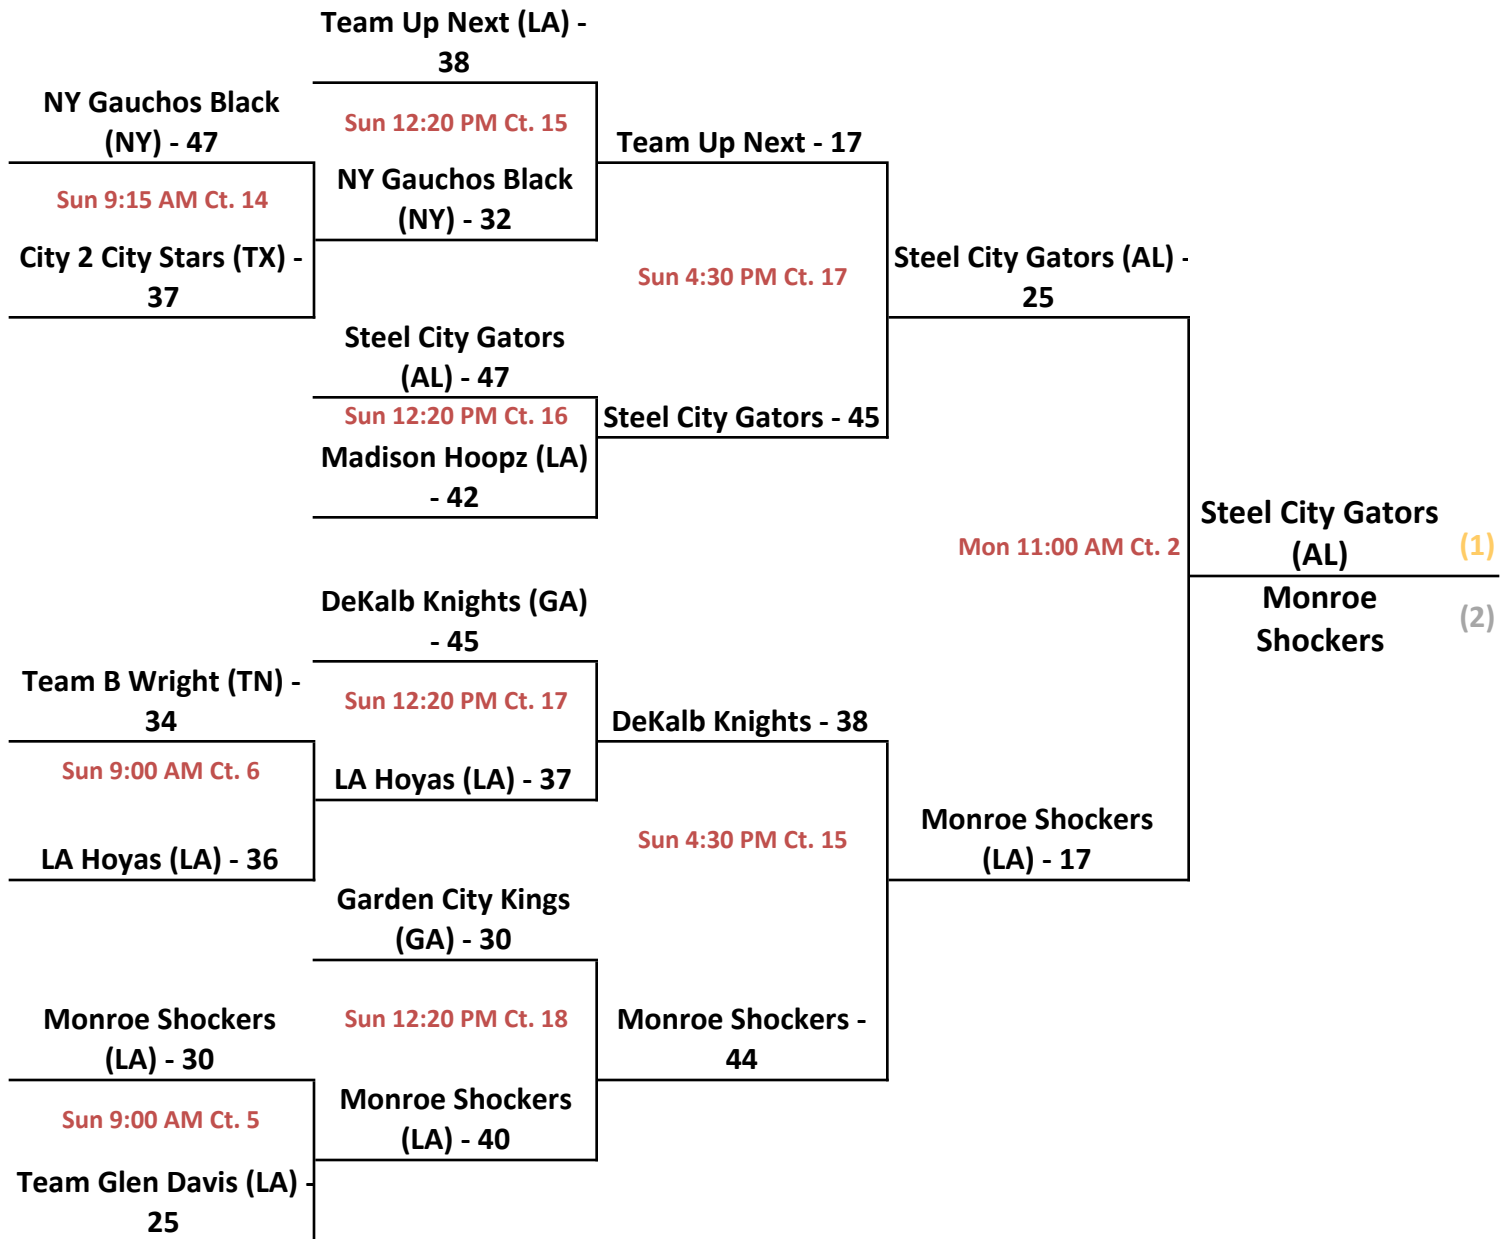 Team Up Next (LA) -
38
NY Gauchos Black
(NY) - 47
Sun 12:20 PM Ct. 15
Team Up Next - 17
Sun 9:15 AM Ct. 14
NY Gauchos Black
(NY) - 32
City 2 City Stars (TX) -
37
Sun 4:30 PM Ct. 17
Steel City Gators (AL) -
25
Steel City Gators
(AL) - 47
Sun 12:20 PM Ct. 16
Steel City Gators - 45
Madison Hoopz (LA)
- 42
Mon 11:00 AM Ct. 2
Steel City Gators
(AL)
(1)
Monroe
Shockers
(2)
DeKalb Knights (GA)
- 45
Team B Wright (TN) -
34
Sun 12:20 PM Ct. 17
DeKalb Knights - 38
Sun 9:00 AM Ct. 6
LA Hoyas (LA) - 37
LA Hoyas (LA) - 36
Sun 4:30 PM Ct. 15
Monroe Shockers
(LA) - 17
Garden City Kings
(GA) - 30
Monroe Shockers
(LA) - 30
Sun 12:20 PM Ct. 18
Monroe Shockers -
44
Sun 9:00 AM Ct. 5
Monroe Shockers
(LA) - 40
Team Glen Davis (LA) -
25